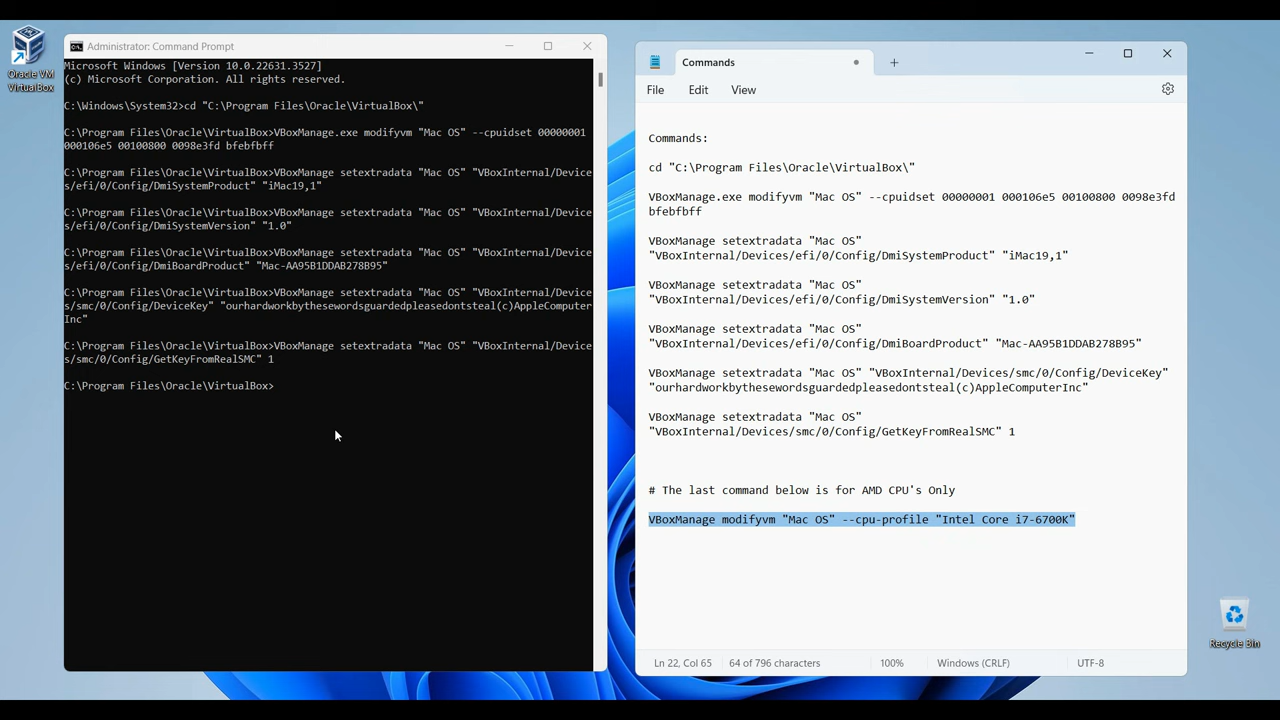 Oracle VM
VirtualBox
Administrator: Command Prompt
Microsoft Windows [Version 10.0.22631.3527]
(c) Microsoft Corporation. All rights reserved.
C:\Windows\System32>cd "C:\Program Files\Oracle\VirtualBox\"
C:\Program Files\Oracle\VirtualBox>VBoxManage.exe modifyvm "Mac OS" --cpuidset 00000001
000106e5 00100800 0098e3fd bfebfbff
C:\Program Files\Oracle\VirtualBox>VBoxManage setextradata "Mac OS" "VBoxInternal/Device
s/efi/0/Config/DmiSystemProduct" "iMac19,1"
C:\Program Files\Oracle\VirtualBox>VBoxManage setextradata "Mac OS" "VBoxInternal/Device
s/efi/0/Config/DmiSystemVersion" "1.0"
C:\Program Files\Oracle\VirtualBox>VBoxManage setextradata "Mac OS" "VBoxInternal/Device
s/efi/0/Config/DmiBoardProduct" "Mac-AA95B1DDAB278B95"
C:\Program Files\Oracle\VirtualBox>VBoxManage setextradata "Mac OS" "VBoxInternal/Device
s/smc/0/Config/DeviceKey" "ourhardworkbythesewordsguardedpleasedontsteal(c)AppleComputer
Inc"
C:\Program Files\Oracle\VirtualBox>VBoxManage setextradata "Mac OS" "VBoxInternal/Device
s/smc/0/Config/GetKeyFromRealSMC" 1
C:\Program Files\Oracle\VirtualBox>
Commands
File Edit View
Commands:
cd "C:\Program Files\Oracle\VirtualBox\"
VBoxManage.exe modifyvm "Mac OS" --cpuidset 00000001 000106e5 00100800 0098e3fd
bfebfbff
VBoxManage setextradata "Mac OS"
"VBoxInternal/Devices/efi/0/Config/DmiSystemProduct" "iMac19,1"
VBoxManage setextradata "Mac OS"
"VBoxInternal/Devices/efi/0/Config/DmiSystemVersion" "1.0"
VBoxManage setextradata "Mac OS"
"VBoxInternal/Devices/efi/0/Config/DmiBoardProduct" "Mac-AA95B1DDAB278B95"
VBoxManage setextradata "Mac OS" "VBoxInternal/Devices/smc/0/Config/DeviceKey"
"ourhardworkbythesewordsguardedpleasedontsteal(c)AppleComputerInc"
VBoxManage setextradata "Mac OS"
"VBoxInternal/Devices/smc/0/Config/GetKeyFromRealSMC" 1
# The last command below is for AMD CPU's Only
VBoxManage modifyvm "Mac OS" --cpu-profile "Intel Core i7-6700K"
Ln 22, Col 65 64 of 796 characters 100% Windows (CRLF) UTF-8
Recycle Bin